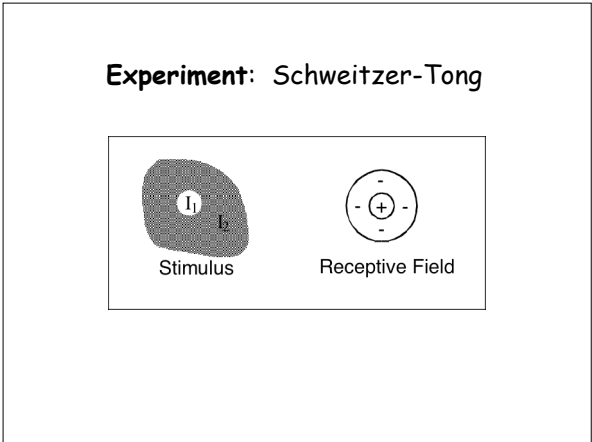 Experiment: Schweitzer-Tong
I1
I2
-
- + -
-
Stimulus
Receptive Field